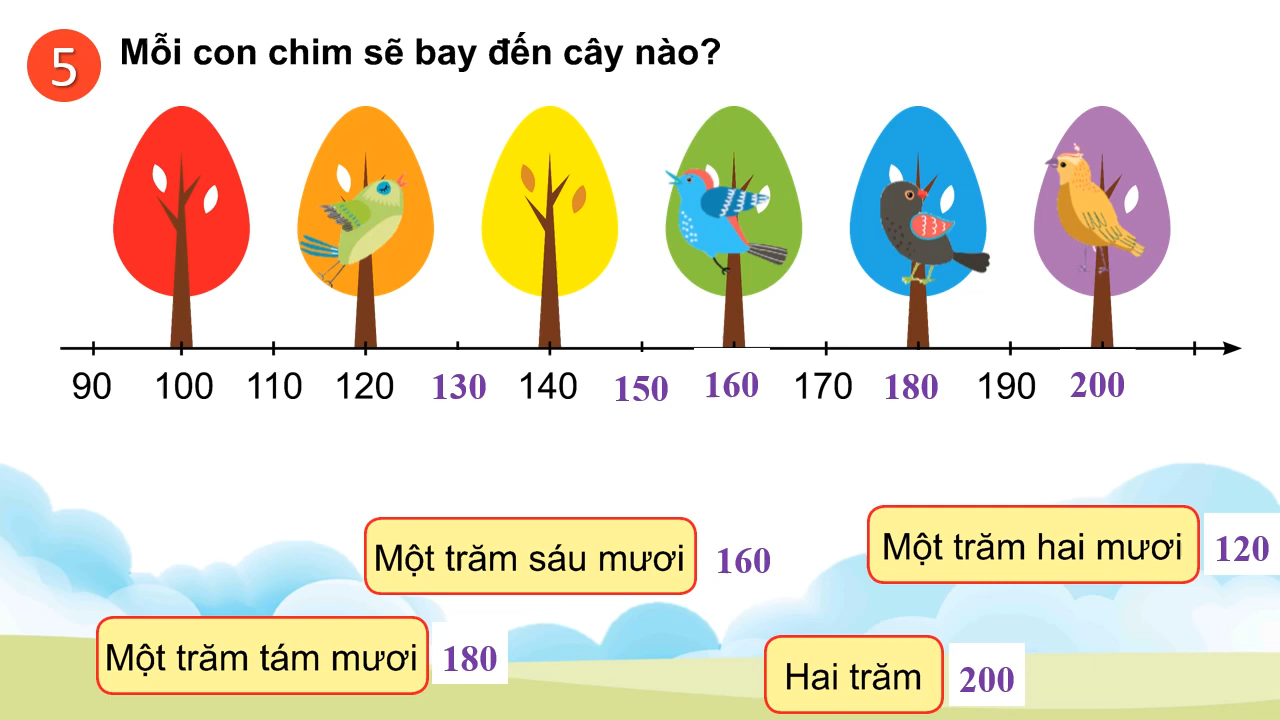 5 Mỗi con chim sẽ bay đến cây nào?
90 100 110 120 130 140 150 160 170 180 190 200
Một trăm sáu mươi 160
Một trăm hai mươi 120
Một trăm tám mươi 180
Hai trăm 200